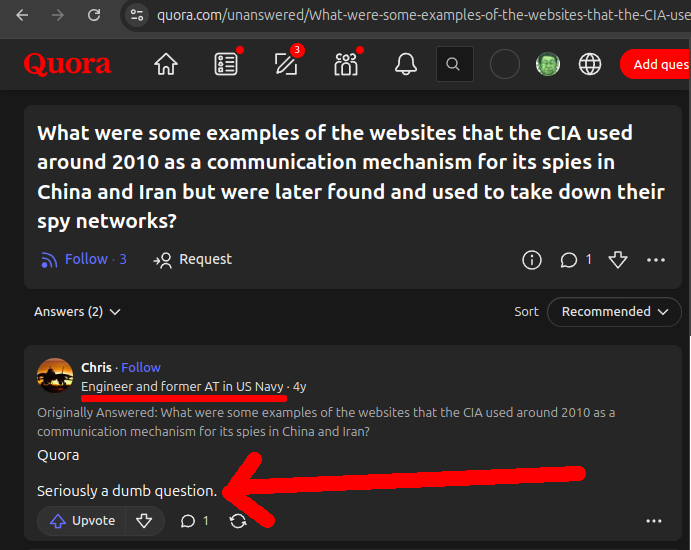 quora.com/unanswered/What-were-some-examples-of-the-websites-that-the-CIA-use
Quora
3
Add ques
What were some examples of the websites that the CIA used
around 2010 as a communication mechanism for its spies in
China and Iran but were later found and used to take down their
spy networks?
Follow · 3 Request 1
Answers (2) Sort Recommended
Chris · Follow
Engineer and former AT in US Navy · 4y
Originally Answered: What were some examples of the websites that the CIA used around 2010 as a
communication mechanism for its spies in China and Iran?
Quora
Seriously a dumb question.
Upvote 1